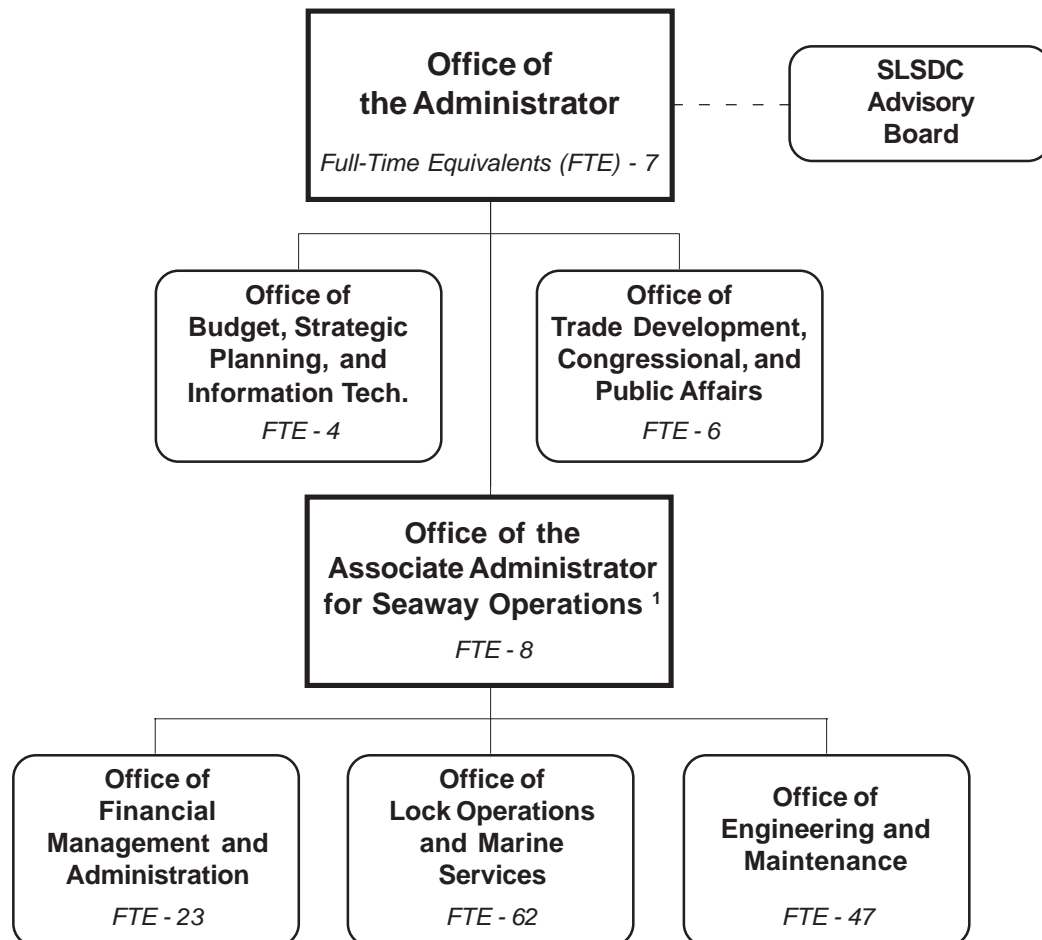 Office of
the Administrator
Full-Time Equivalents (FTE) - 7
SLSDC
Advisory
Board
Office of
Budget, Strategic
Planning, and
Information Tech.
FTE - 4
Office of
Trade Development,
Congressional, and
Public Affairs
FTE - 6
Office of the
Associate Administrator
for Seaway Operations ¹
FTE - 8
Office of
Financial
Management and
Administration
FTE - 23
Office of
Lock Operations
and Marine
Services
FTE - 62
Office of
Engineering and
Maintenance
FTE - 47